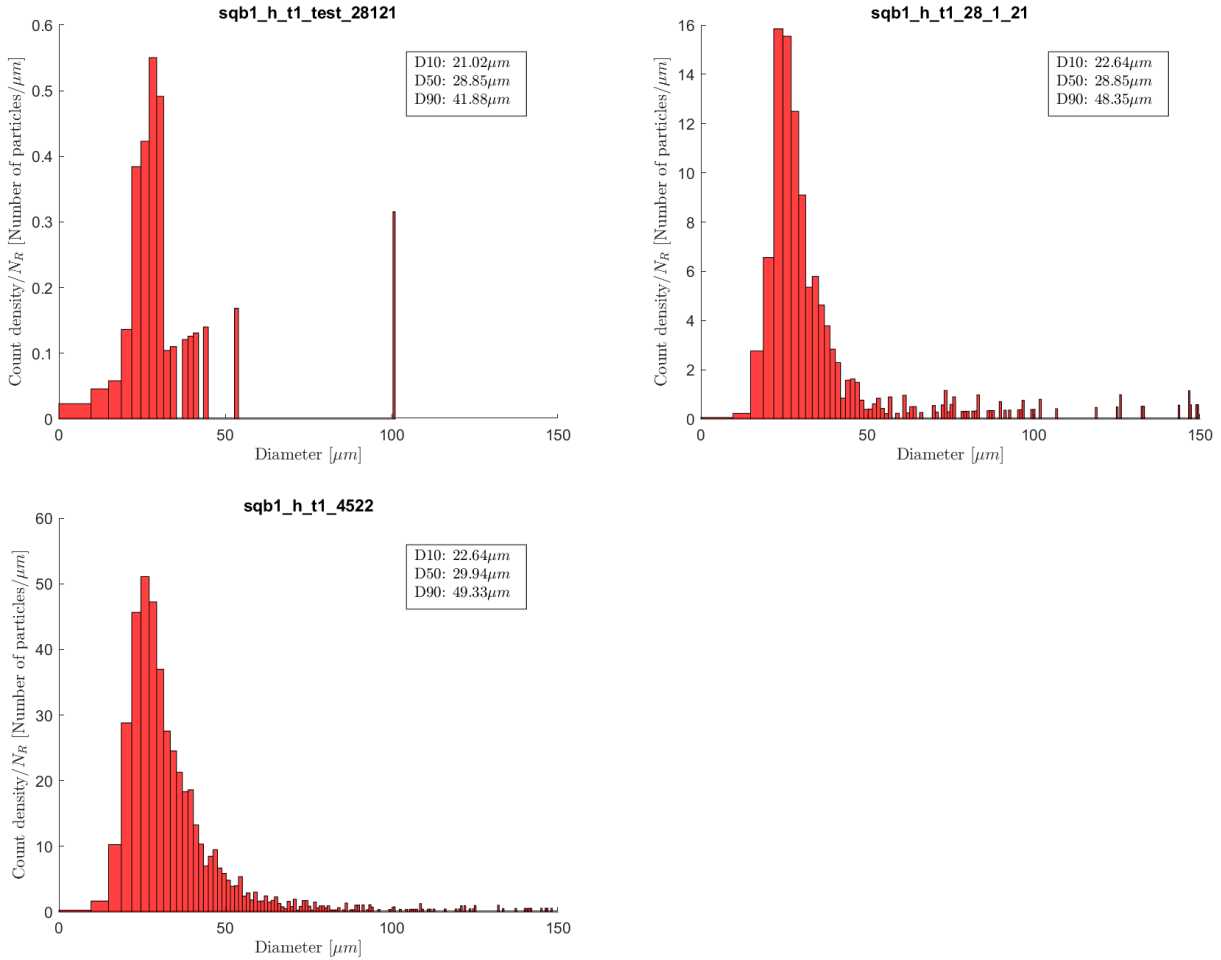 sqb1_h_t1_test_28121
0.6
0.5
0.4
0.3
0.2
0.1
0
Count density/N_R [Number of particles/μm]
D10: 21.02μm
D50: 28.85μm
D90: 41.88μm
0 50 100 150
Diameter [μm]
sqb1_h_t1_28_1_21
16
14
12
10
8
6
4
2
0
Count density/N_R [Number of particles/μm]
D10: 22.64μm
D50: 28.85μm
D90: 48.35μm
0 50 100 150
Diameter [μm]
sqb1_h_t1_4522
60
50
40
30
20
10
0
Count density/N_R [Number of particles/μm]
D10: 22.64μm
D50: 29.94μm
D90: 49.33μm
0 50 100 150
Diameter [μm]